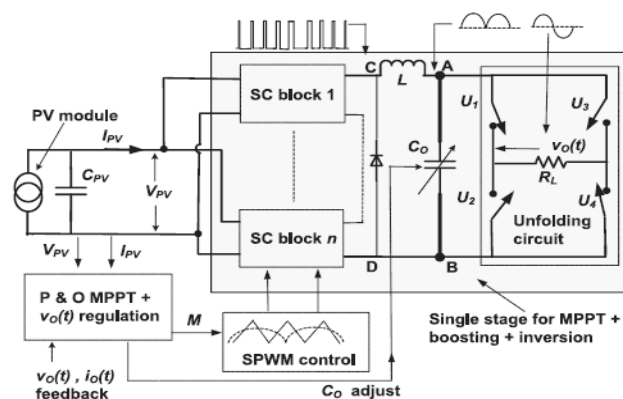 PV module
I_PV
C_PV
V_PV
V_PV
I_PV
SC block 1
SC block n
C
L
A
D
B
C_O
U_1
U_3
v_O(t)
R_L
U_2
U_4
Unfolding
circuit
P & O MPPT +
v_O(t) regulation
M
SPWM control
v_O(t) , i_O(t)
feedback
C_O adjust
Single stage for MPPT +
boosting + inversion